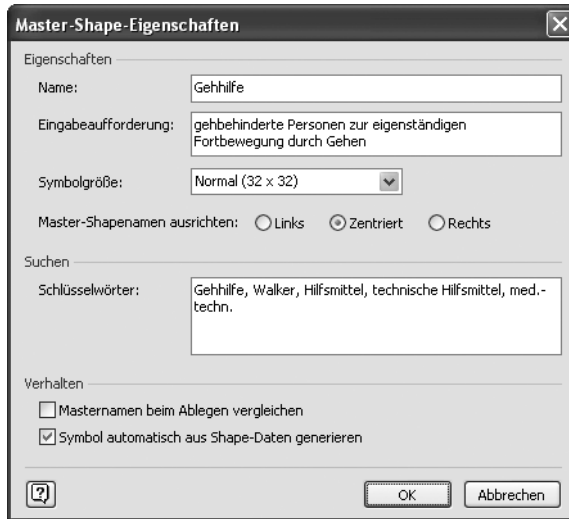 Master-Shape-Eigenschaften
Eigenschaften
Name: Gehhilfe
Eingabeaufforderung: gehbehinderte Personen zur eigenständigen
Fortbewegung durch Gehen
Symbolgröße: Normal (32 x 32)
Master-Shapenamen ausrichten: Links Zentriert Rechts
Suchen
Schlüsselwörter: Gehhilfe, Walker, Hilfsmittel, technische Hilfsmittel, med.-
techn.
Verhalten
Masternamen beim Ablegen vergleichen
Symbol automatisch aus Shape-Daten generieren
? OK Abbrechen